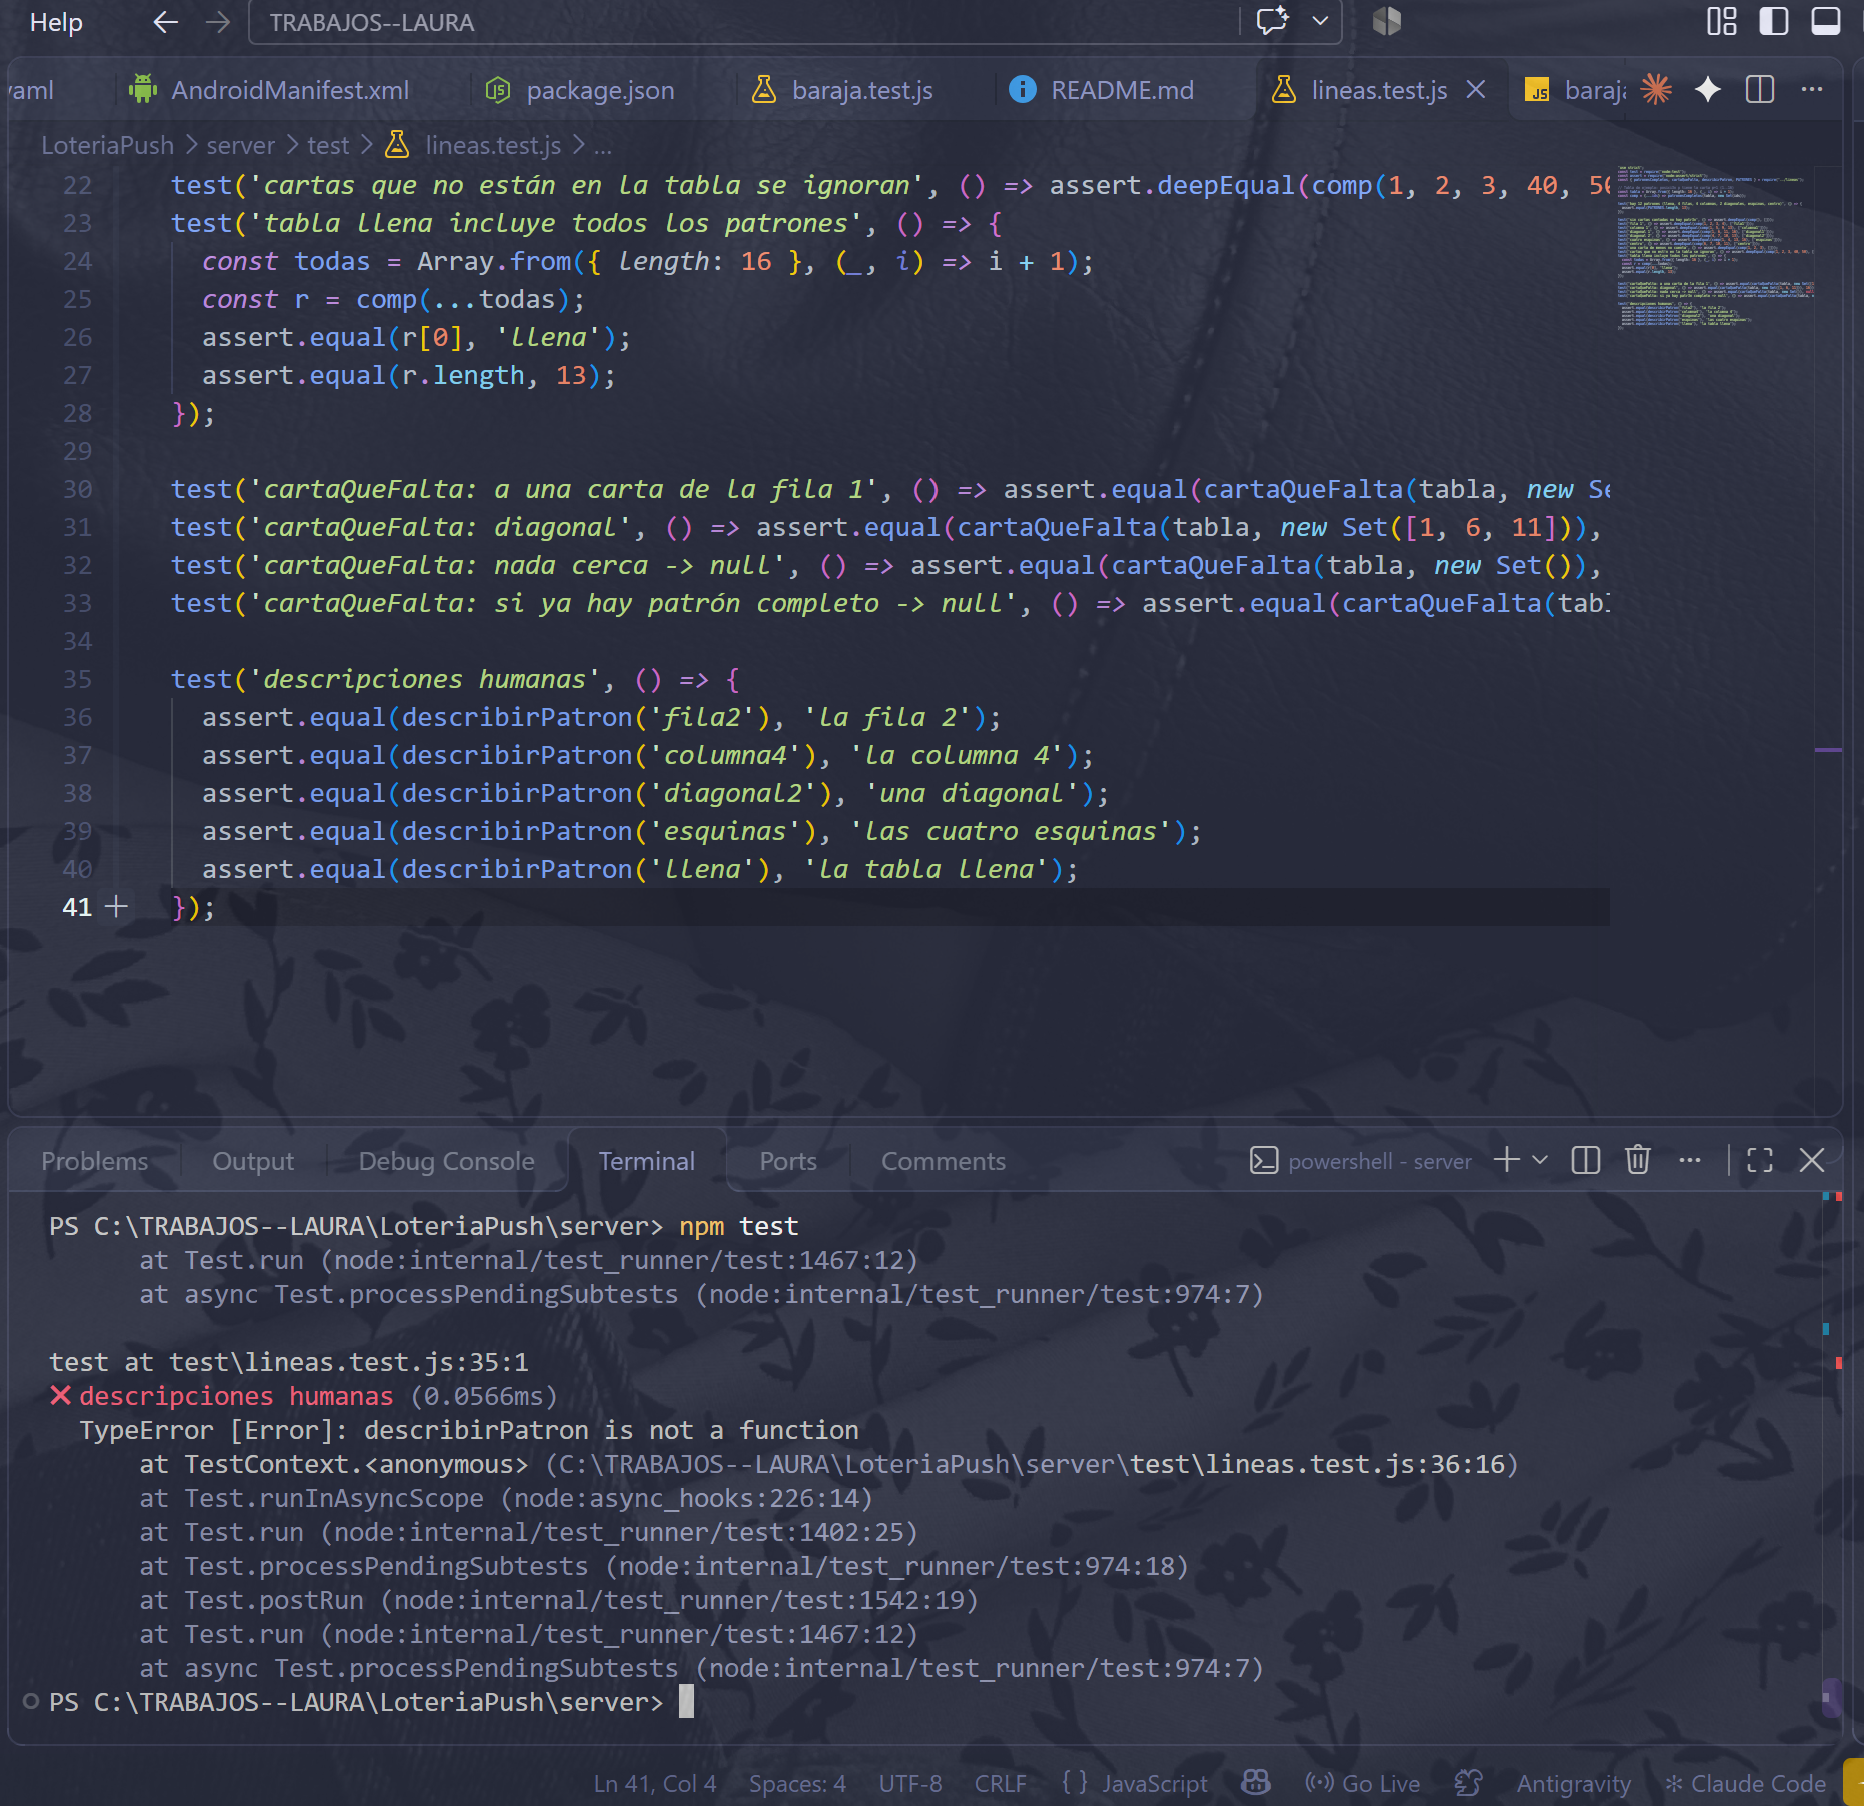 Help
TRABAJOS--LAURA
AndroidManifest.xml
package.json
baraja.test.js
README.md
lineas.test.js
LoteriaPush > server > test > lineas.test.js > ...
22 test('cartas que no están en la tabla se ignoran', () => assert.deepEqual(comp(1, 2, 3, 40,
23 test('tabla llena incluye todos los patrones', () => {
24 const todas = Array.from({ length: 16 }, (_, i) => i + 1);
25 const r = comp(...todas);
26 assert.equal(r[0], 'llena');
27 assert.equal(r.length, 13);
28 });
29
30 test('cartaQueFalta: a una carta de la fila 1', () => assert.equal(cartaQueFalta(tabla, new
31 test('cartaQueFalta: diagonal', () => assert.equal(cartaQueFalta(tabla, new Set([1, 6, 11])),
32 test('cartaQueFalta: nada cerca -> null', () => assert.equal(cartaQueFalta(tabla, new Set()),
33 test('cartaQueFalta: si ya hay patrón completo -> null', () => assert.equal(cartaQueFalta(
34
35 test('descripciones humanas', () => {
36 assert.equal(describirPatron('fila2'), 'la fila 2');
37 assert.equal(describirPatron('columna4'), 'la columna 4');
38 assert.equal(describirPatron('diagonal2'), 'una diagonal');
39 assert.equal(describirPatron('esquinas'), 'las cuatro esquinas');
40 assert.equal(describirPatron('llena'), 'la tabla llena');
41 });
Problems
Output
Debug Console
Terminal
Ports
Comments
powershell - server
PS C:\TRABAJOS--LAURA\LoteriaPush\server> npm test
at Test.run (node:internal/test_runner/test:1467:12)
at async Test.processPendingSubtests (node:internal/test_runner/test:974:7)
test at test\lineas.test.js:35:1
❌ descripciones humanas (0.0566ms)
TypeError [Error]: describirPatron is not a function
at TestContext.<anonymous> (C:\TRABAJOS--LAURA\LoteriaPush\server\test\lineas.test.js:36:16)
at Test.runInAsyncScope (node:async_hooks:226:14)
at Test.run (node:internal/test_runner/test:1402:25)
at Test.processPendingSubtests (node:internal/test_runner/test:974:18)
at Test.postRun (node:internal/test_runner/test:1542:19)
at Test.run (node:internal/test_runner/test:1467:12)
at async Test.processPendingSubtests (node:internal/test_runner/test:974:7)
PS C:\TRABAJOS--LAURA\LoteriaPush\server>
Ln 41, Col 4
Spaces: 4
UTF-8
CRLF
{ } JavaScript
Go Live
Antigravity
Claude Code